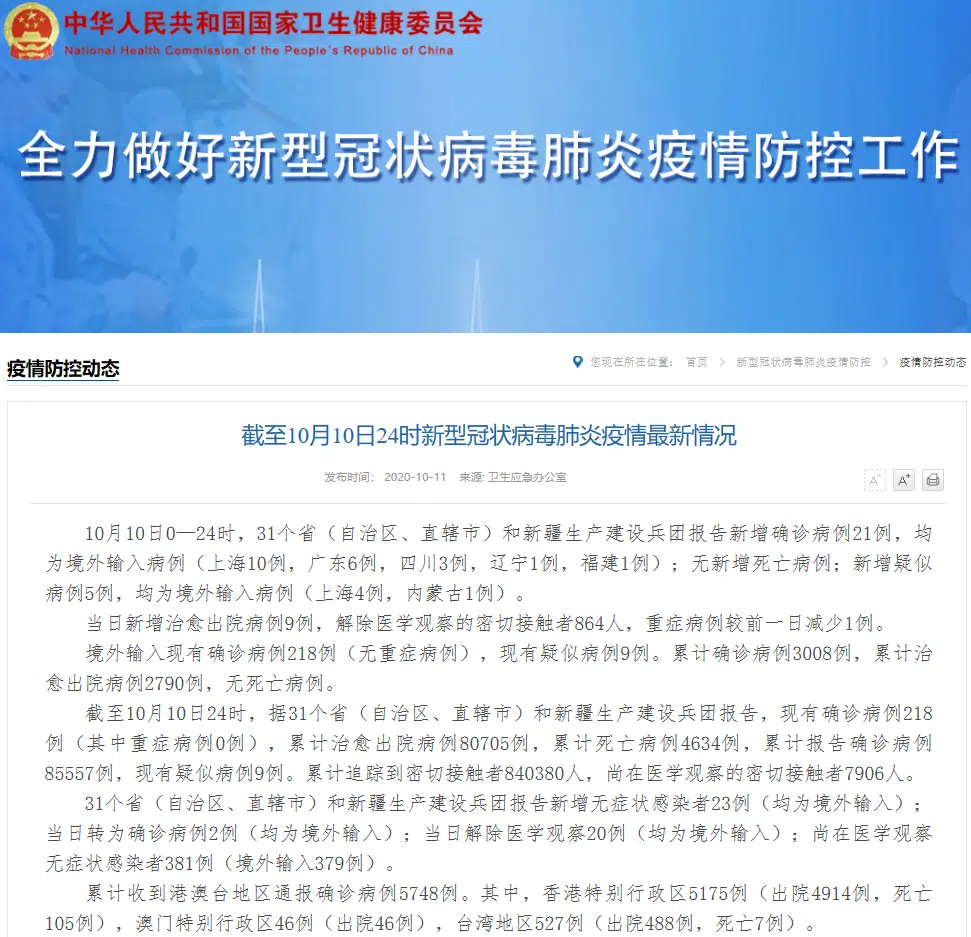 中华人民共和国国家卫生健康委员会
National Health Commission of the People's Republic of China
全力做好新型冠状病毒肺炎疫情防控工作
疫情防控动态
您现在所在位置： 首页 > 新型冠状病毒肺炎疫情防控 > 疫情防控动态
截至10月10日24时新型冠状病毒肺炎疫情最新情况
发布时间： 2020-10-11 来源: 卫生应急办公室
A- A+
10月10日0—24时，31个省（自治区、直辖市）和新疆生产建设兵团报告新增确诊病例21例，均
为境外输入病例（上海10例，广东6例，四川3例，辽宁1例，福建1例）；无新增死亡病例；新增疑似
病例5例，均为境外输入病例（上海4例，内蒙古1例）。
当日新增治愈出院病例9例，解除医学观察的密切接触者864人，重症病例较前一日减少1例。
境外输入现有确诊病例218例（无重症病例），现有疑似病例9例。累计确诊病例3008例，累计治
愈出院病例2790例，无死亡病例。
截至10月10日24时，据31个省（自治区、直辖市）和新疆生产建设兵团报告，现有确诊病例218
例（其中重症病例0例），累计治愈出院病例80705例，累计死亡病例4634例，累计报告确诊病例
85557例，现有疑似病例9例。累计追踪到密切接触者840380人，尚在医学观察的密切接触者7906人。
31个省（自治区、直辖市）和新疆生产建设兵团报告新增无症状感染者23例（均为境外输入）；
当日转为确诊病例2例（均为境外输入）；当日解除医学观察20例（均为境外输入）；尚在医学观察
无症状感染者381例（境外输入379例）。
累计收到港澳台地区通报确诊病例5748例。其中，香港特别行政区5175例（出院4914例，死亡
105例），澳门特别行政区46例（出院46例），台湾地区527例（出院488例，死亡7例）。